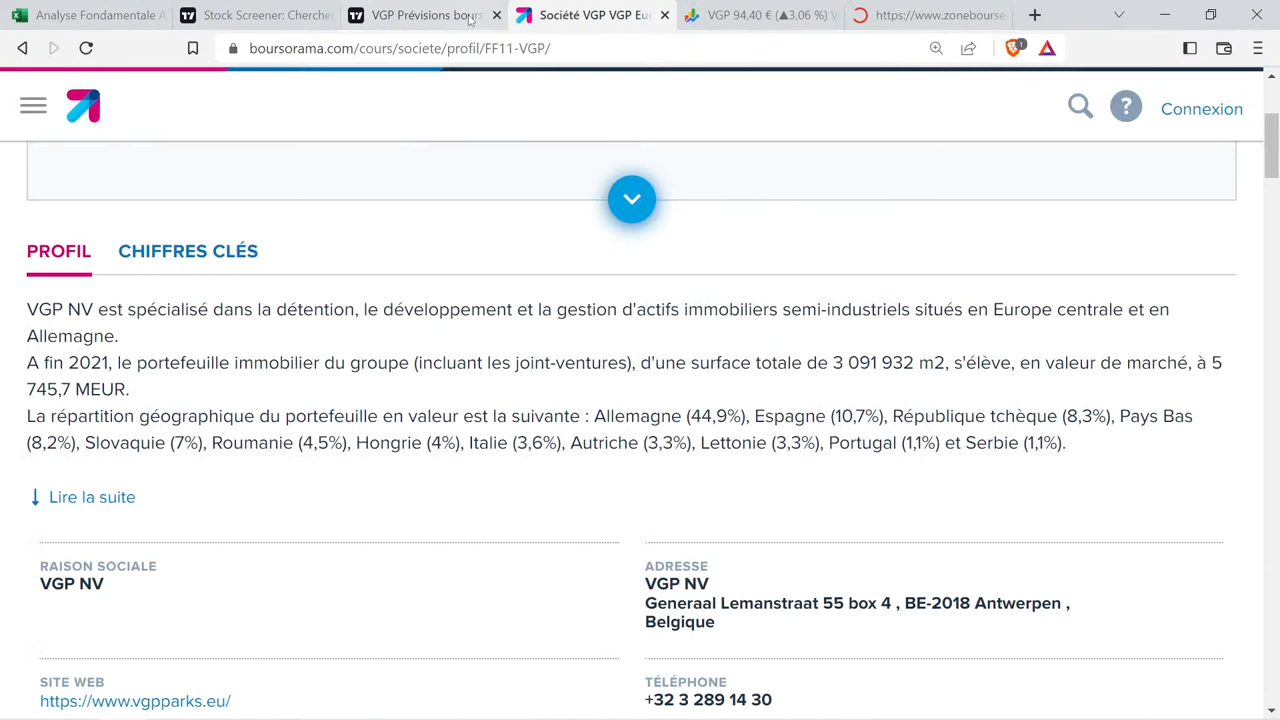 Analyse Fondamentale A
Stock Screener: Chercher
VGP Prévisions bours
Société VGP VGP Eur
VGP 94,40 € (▲3,06 %) V
https://www.zonebourse
boursorama.com/cours/societe/profil/FF11-VGP/
1
?
Connexion
PROFIL
CHIFFRES CLÉS
VGP NV est spécialisé dans la détention, le développement et la gestion d'actifs immobiliers semi-industriels situés en Europe centrale et en
Allemagne.
A fin 2021, le portefeuille immobilier du groupe (incluant les joint-ventures), d'une surface totale de 3 091 932 m2, s'élève, en valeur de marché, à 5
745,7 MEUR.
La répartition géographique du portefeuille en valeur est la suivante : Allemagne (44,9%), Espagne (10,7%), République tchèque (8,3%), Pays Bas
(8,2%), Slovaquie (7%), Roumanie (4,5%), Hongrie (4%), Italie (3,6%), Autriche (3,3%), Lettonie (3,3%), Portugal (1,1%) et Serbie (1,1%).
Lire la suite
RAISON SOCIALE
VGP NV
ADRESSE
VGP NV
Generaal Lemanstraat 55 box 4 , BE-2018 Antwerpen ,
Belgique
SITE WEB
https://www.vgpparks.eu/
TÉLÉPHONE
+32 3 289 14 30